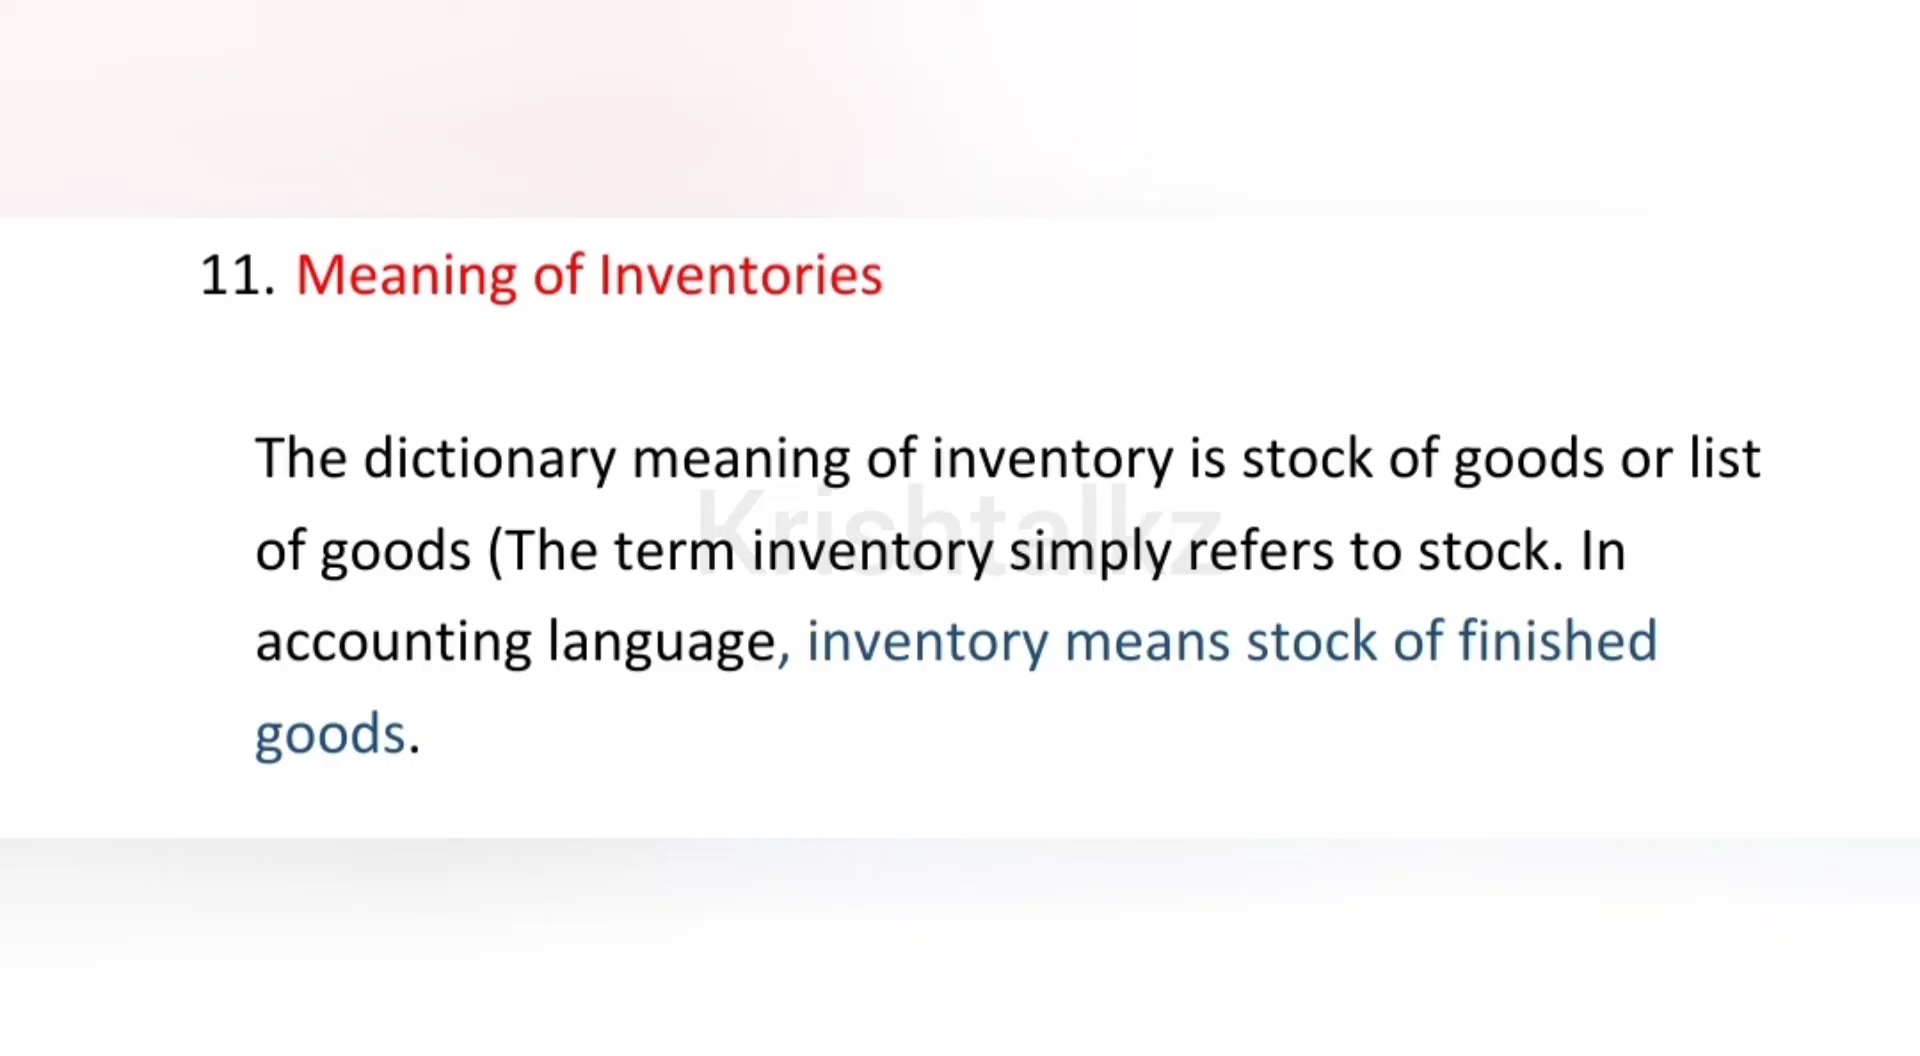 11. Meaning of Inventories
The dictionary meaning of inventory is stock of goods or list
of goods (The term inventory simply refers to stock. In
accounting language, inventory means stock of finished
goods.
Krishtalkz